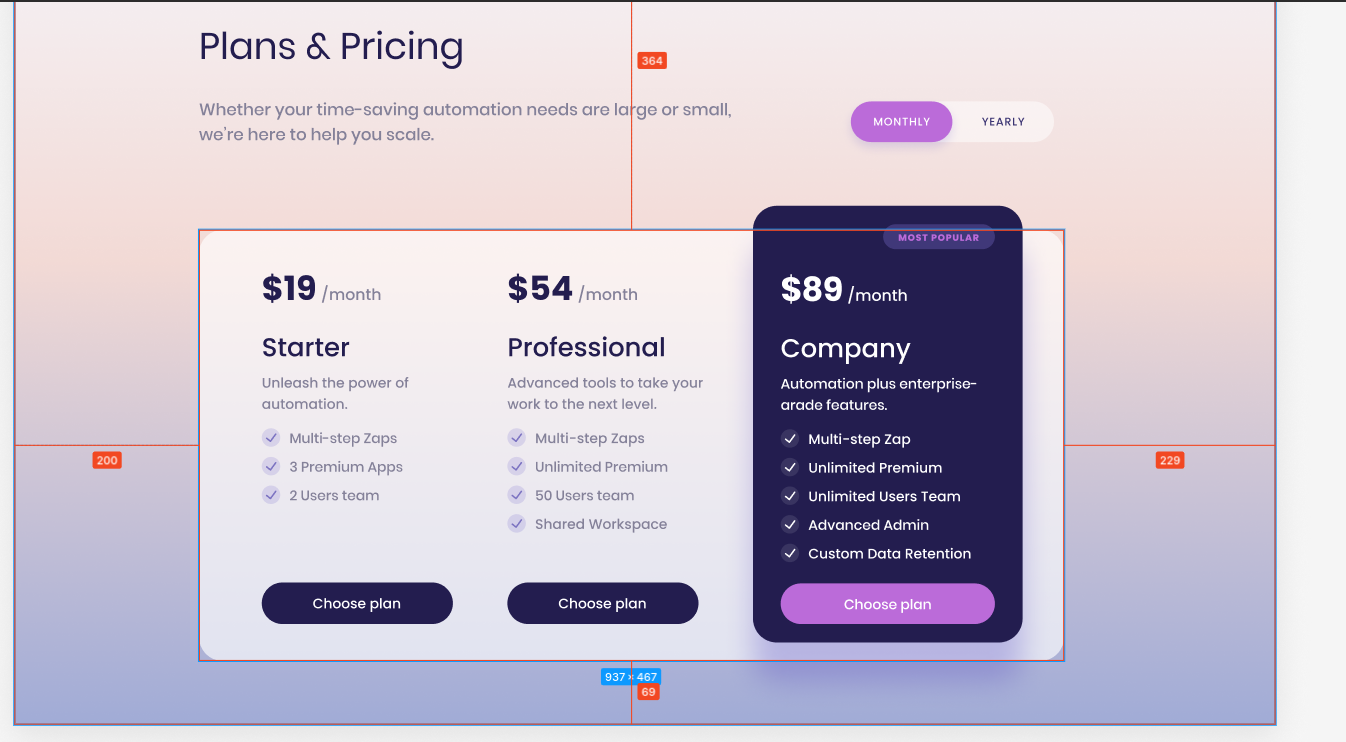 Plans & Pricing
364
Whether your time-saving automation needs are large or small,
we're here to help you scale.
MONTHLY
YEARLY
MOST POPULAR
$19 /month
Starter
Unleash the power of
automation.
Multi-step Zaps
3 Premium Apps
2 Users team
Choose plan
$54 /month
Professional
Advanced tools to take your
work to the next level.
Multi-step Zaps
Unlimited Premium
50 Users team
Shared Workspace
Choose plan
$89 /month
Company
Automation plus enterprise-
grade features.
Multi-step Zap
Unlimited Premium
Unlimited Users Team
Advanced Admin
Custom Data Retention
Choose plan
200
229
937 × 467
69